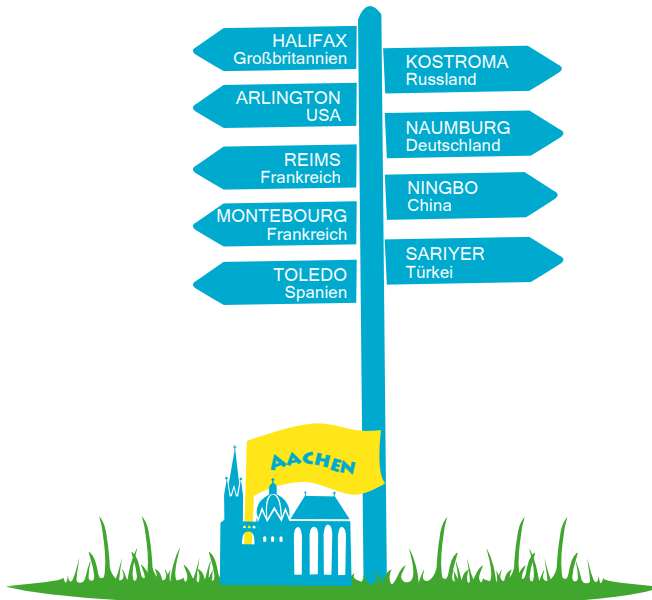 HALIFAX
Großbritannien
ARLINGTON
USA
REIMS
Frankreich
MONTEBOURG
Frankreich
TOLEDO
Spanien
KOSTROMA
Russland
NAUMBURG
Deutschland
NINGBO
China
SARIYER
Türkei
AACHEN